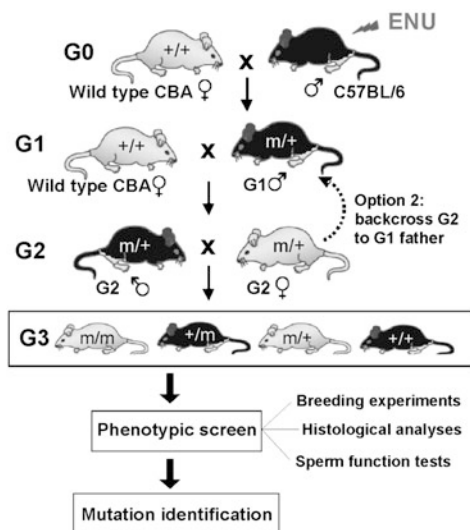 ENU
G0
+/+
X
Wild type CBA ♀
♂ C57BL/6
G1
+/+
X
m/+
Wild type CBA♀
G1♂
Option 2:
backcross G2
to G1 father
G2
m/+
X
m/+
G2 ♂
G2 ♀
G3
m/m
+/m
m/+
+/+
Phenotypic screen
Breeding experiments
Histological analyses
Sperm function tests
Mutation identification